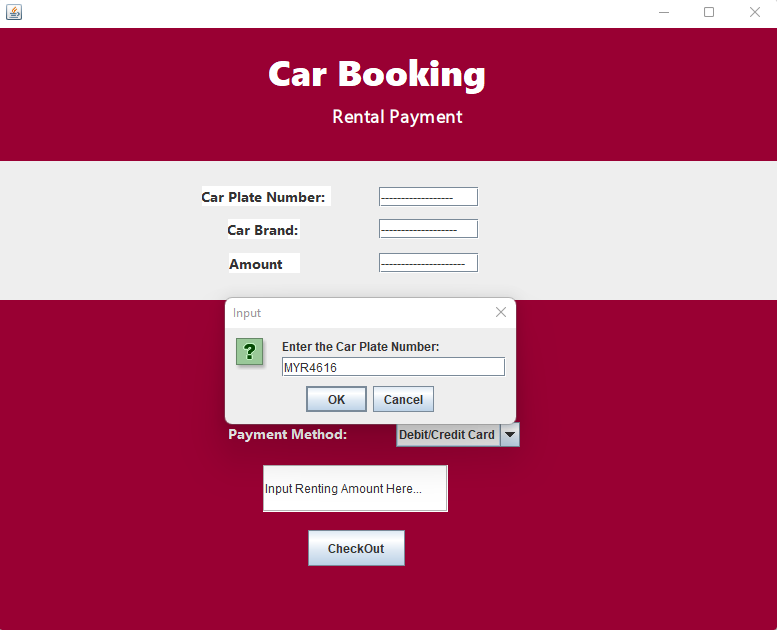 Car Booking
Rental Payment
Car Plate Number: ------------------
Car Brand: -------------------
Amount ---------------------
Input
? Enter the Car Plate Number:
MYR4616
OK Cancel
Payment Method: Debit/Credit Card
Input Renting Amount Here...
CheckOut